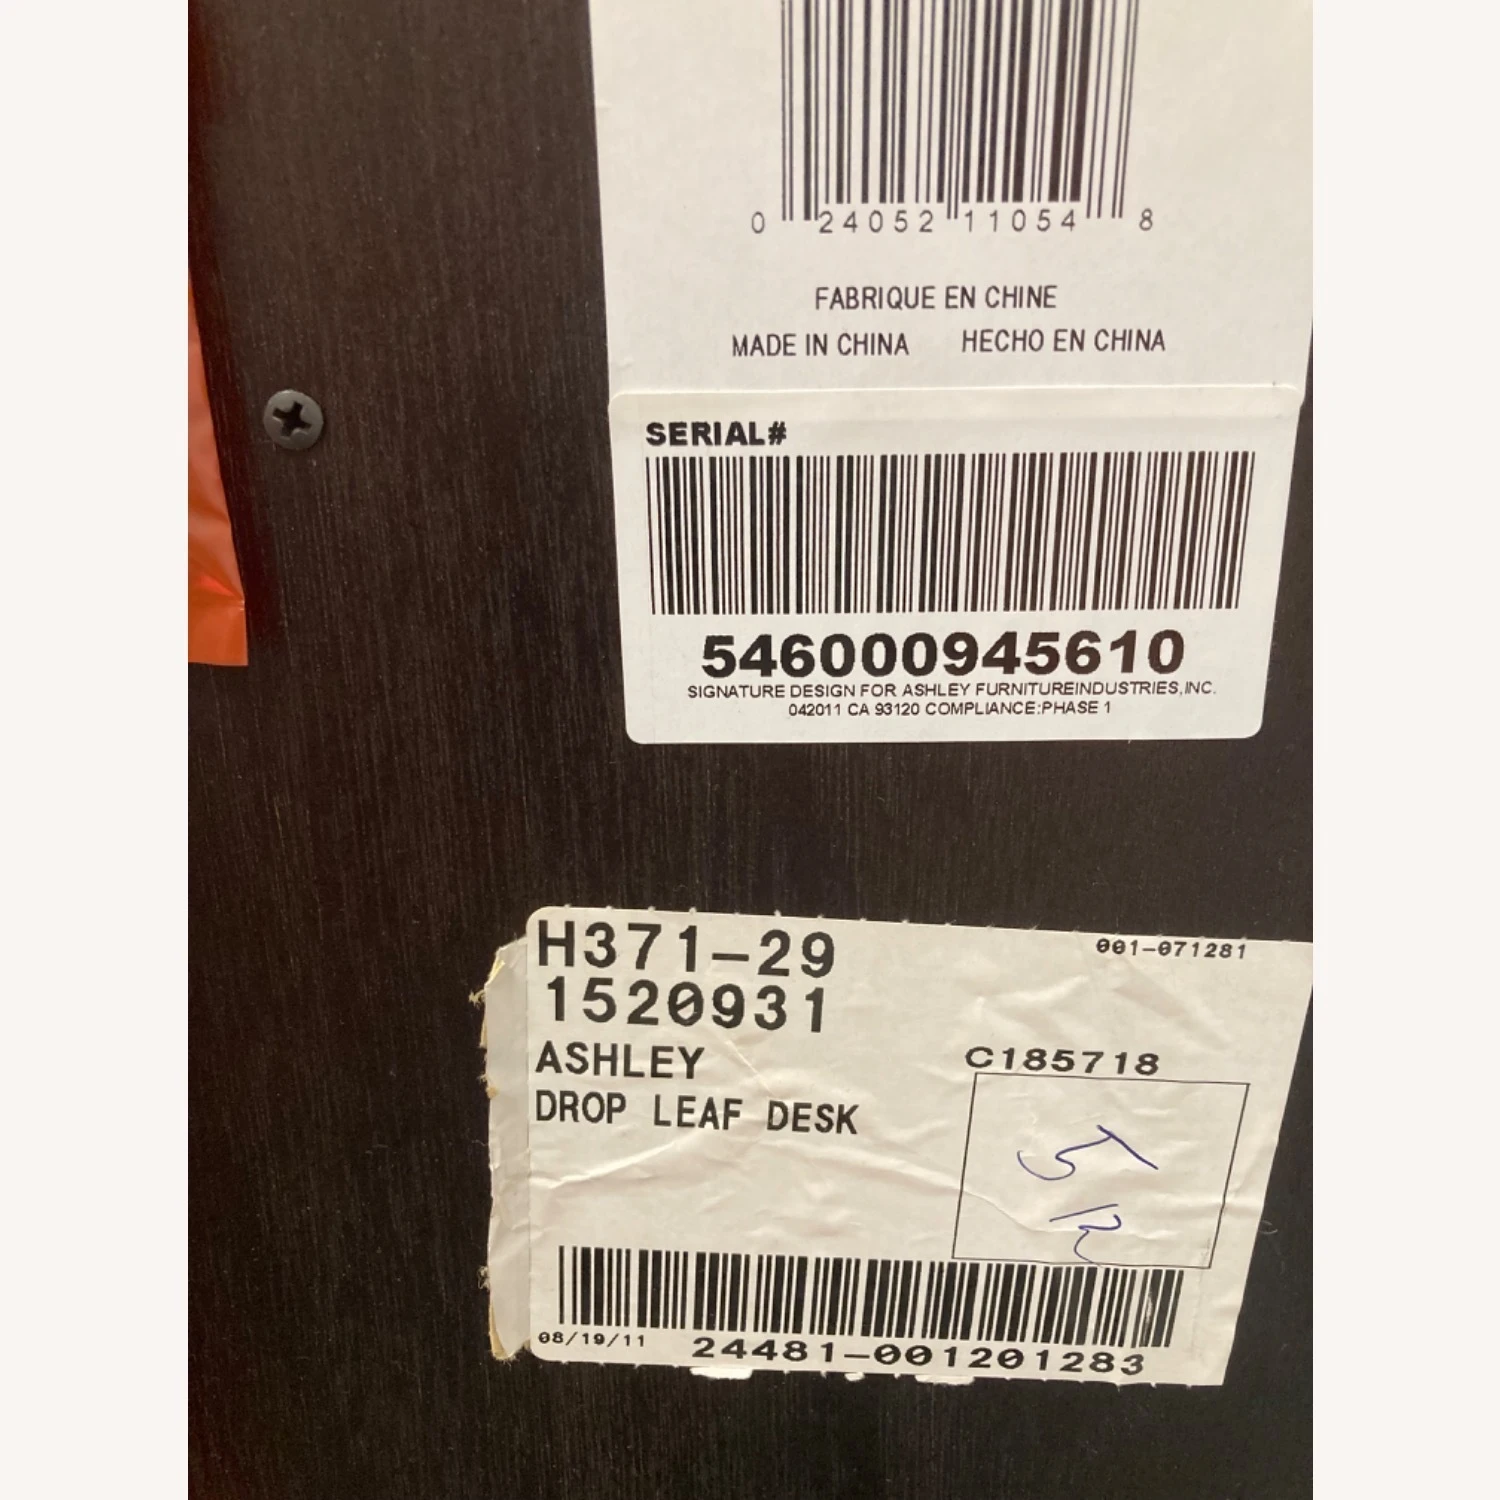 0 24052 11054 8
FABRIQUE EN CHINE
MADE IN CHINA HECHO EN CHINA
SERIAL#
546000945610
SIGNATURE DESIGN FOR ASHLEY FURNITUREINDUSTRIES,INC.
042011 CA 93120 COMPLIANCE:PHASE 1
H371-29
001-071281
1520931
ASHLEY
C185718
DROP LEAF DESK
08/19/11
24481-001201283